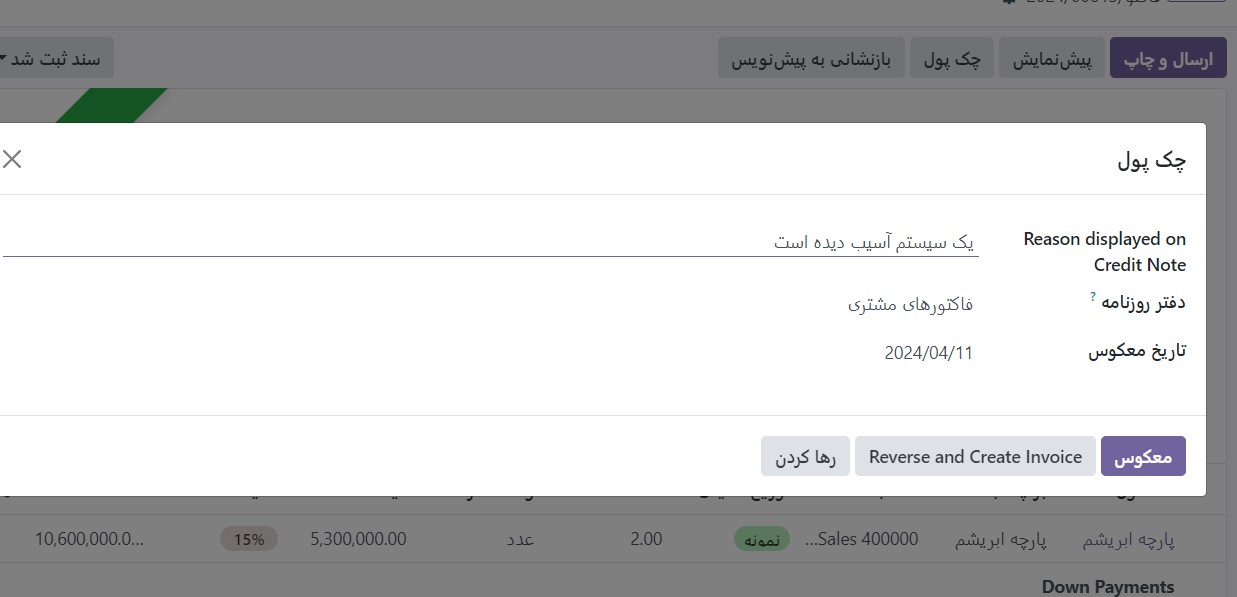 ارسال و چاپ
پیش‌نمایش
چک پول
بازنشانی به پیش‌نویس
سند ثبت شد
چک پول
Reason displayed on
Credit Note
یک سیستم آسیب دیده است
دفتر روزنامه ?
فاکتورهای مشتری
تاریخ معکوس
2024/04/11
معکوس
Reverse and Create Invoice
رها کردن
پارچه ابریشم
پارچه ابریشم
400000 Sales...
نمونه
2.00
عدد
5,300,000.00
15%
10,600,000.0...
Down Payments